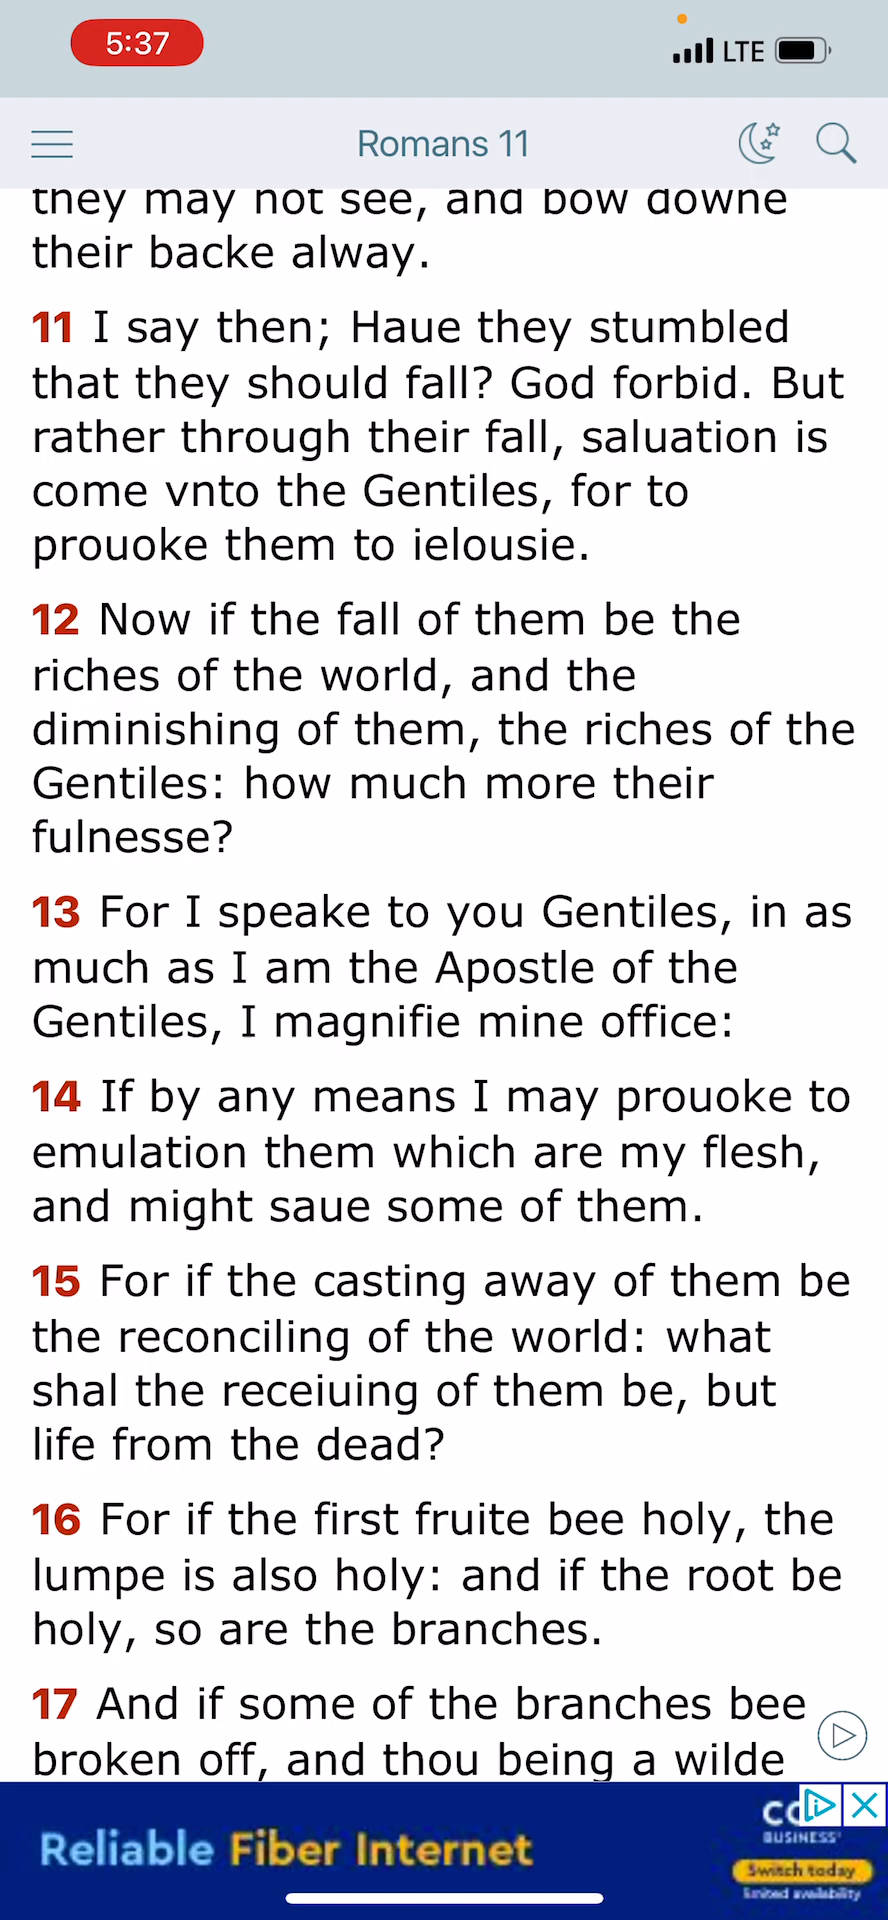 5:37
LTE
Romans 11
they may not see, and bow downe
their backe alway.
11 I say then; Haue they stumbled
that they should fall? God forbid. But
rather through their fall, saluation is
come vnto the Gentiles, for to
prouoke them to ielousie.
12 Now if the fall of them be the
riches of the world, and the
diminishing of them, the riches of the
Gentiles: how much more their
fulnesse?
13 For I speake to you Gentiles, in as
much as I am the Apostle of the
Gentiles, I magnifie mine office:
14 If by any means I may prouoke to
emulation them which are my flesh,
and might saue some of them.
15 For if the casting away of them be
the reconciling of the world: what
shal the receiuing of them be, but
life from the dead?
16 For if the first fruite bee holy, the
lumpe is also holy: and if the root be
holy, so are the branches.
17 And if some of the branches bee
broken off, and thou being a wilde
Reliable Fiber Internet
BUSINESS
Switch today
limited availability